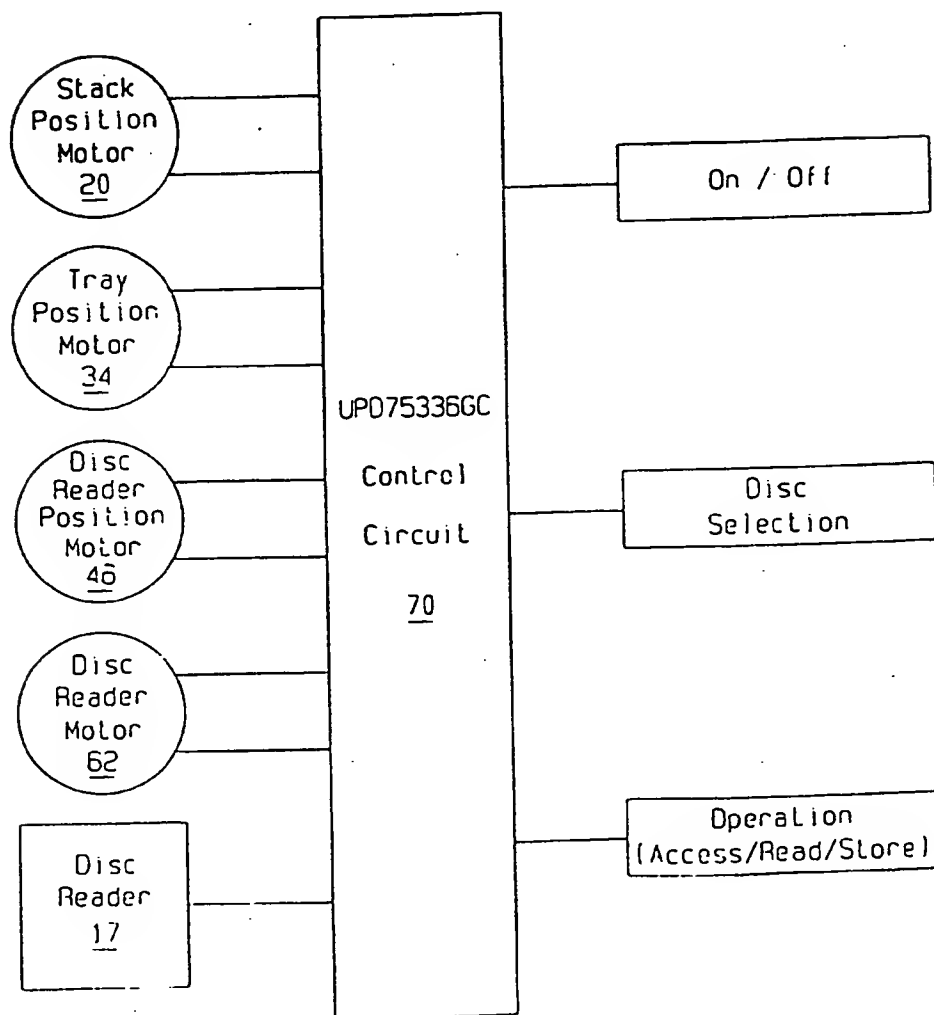 Stack
Position
Motor
20
Tray
Position
Motor
34
Disc
Reader
Position
Motor
46
Disc
Reader
Motor
62
Disc
Reader
17
UPD75336GC
Control
Circuit
70
On / Off
Disc
Selection
Operation
(Access/Read/Store)